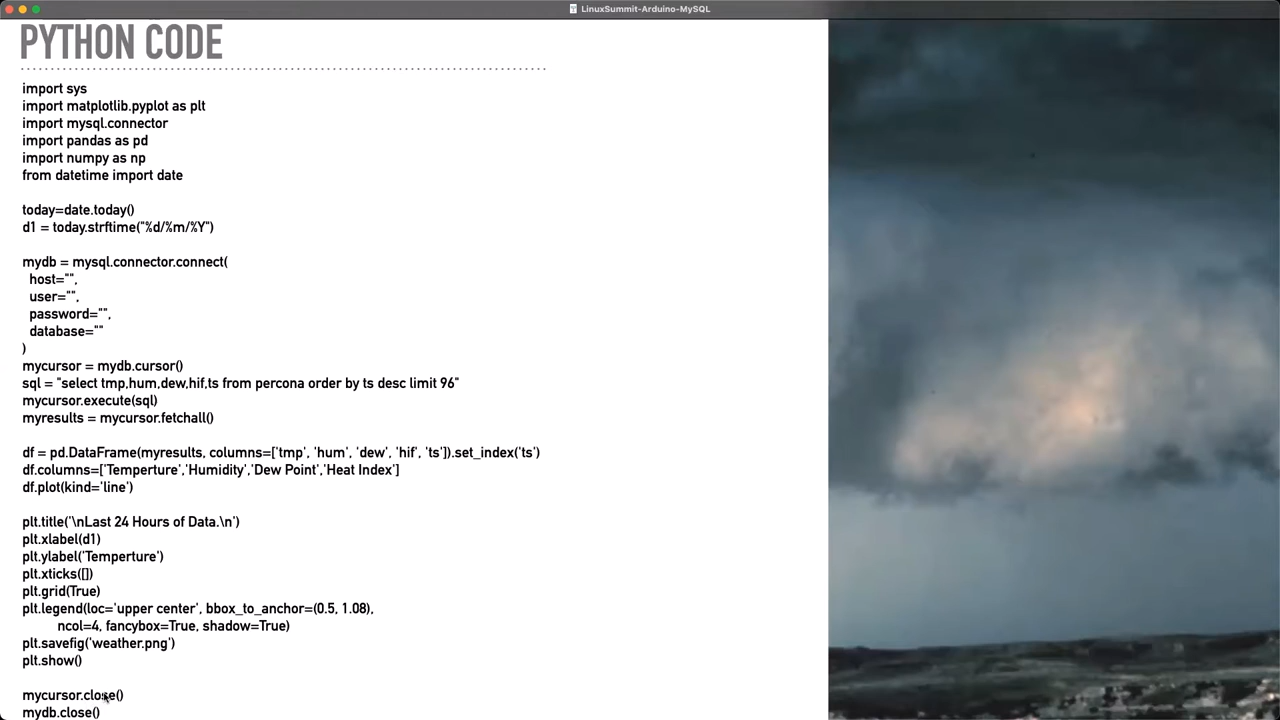 LinuxSummit-Arduino-MySQL
PYTHON CODE
import sys
import matplotlib.pyplot as plt
import mysql.connector
import pandas as pd
import numpy as np
from datetime import date
today=date.today()
d1 = today.strftime("%d/%m/%Y")
mydb = mysql.connector.connect(
host="",
user="",
password="",
database=""
)
mycursor = mydb.cursor()
sql = "select tmp,hum,dew,hif,ts from percona order by ts desc limit 96"
mycursor.execute(sql)
myresults = mycursor.fetchall()
df = pd.DataFrame(myresults, columns=['tmp', 'hum', 'dew', 'hif', 'ts']).set_index('ts')
df.columns=['Temperture','Humidity','Dew Point','Heat Index']
df.plot(kind='line')
plt.title('\nLast 24 Hours of Data.\n')
plt.xlabel(d1)
plt.ylabel('Temperture')
plt.xticks([])
plt.grid(True)
plt.legend(loc='upper center', bbox_to_anchor=(0.5, 1.08),
ncol=4, fancybox=True, shadow=True)
plt.savefig('weather.png')
plt.show()
mycursor.close()
mydb.close()